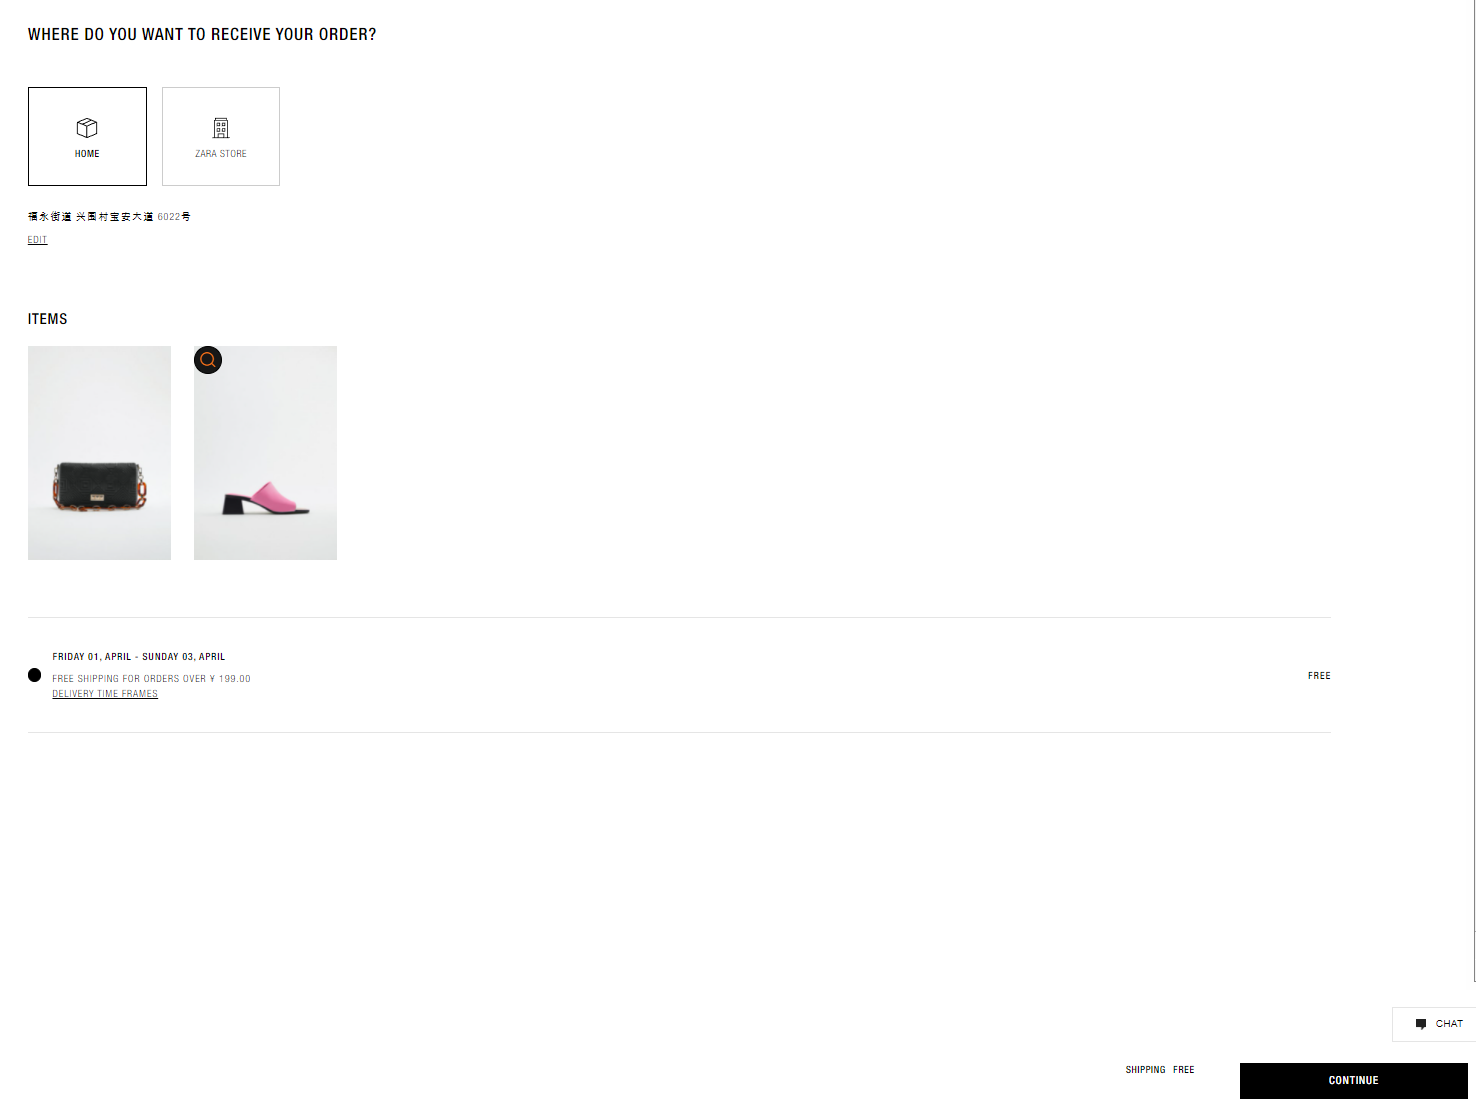 WHERE DO YOU WANT TO RECEIVE YOUR ORDER?
HOME
ZARA STORE
福永街道 兴围村宝安大道 6022号
EDIT
ITEMS
FRIDAY 01, APRIL - SUNDAY 03, APRIL
FREE SHIPPING FOR ORDERS OVER ¥ 199.00
FREE
DELIVERY TIME FRAMES
CHAT
SHIPPING FREE
CONTINUE